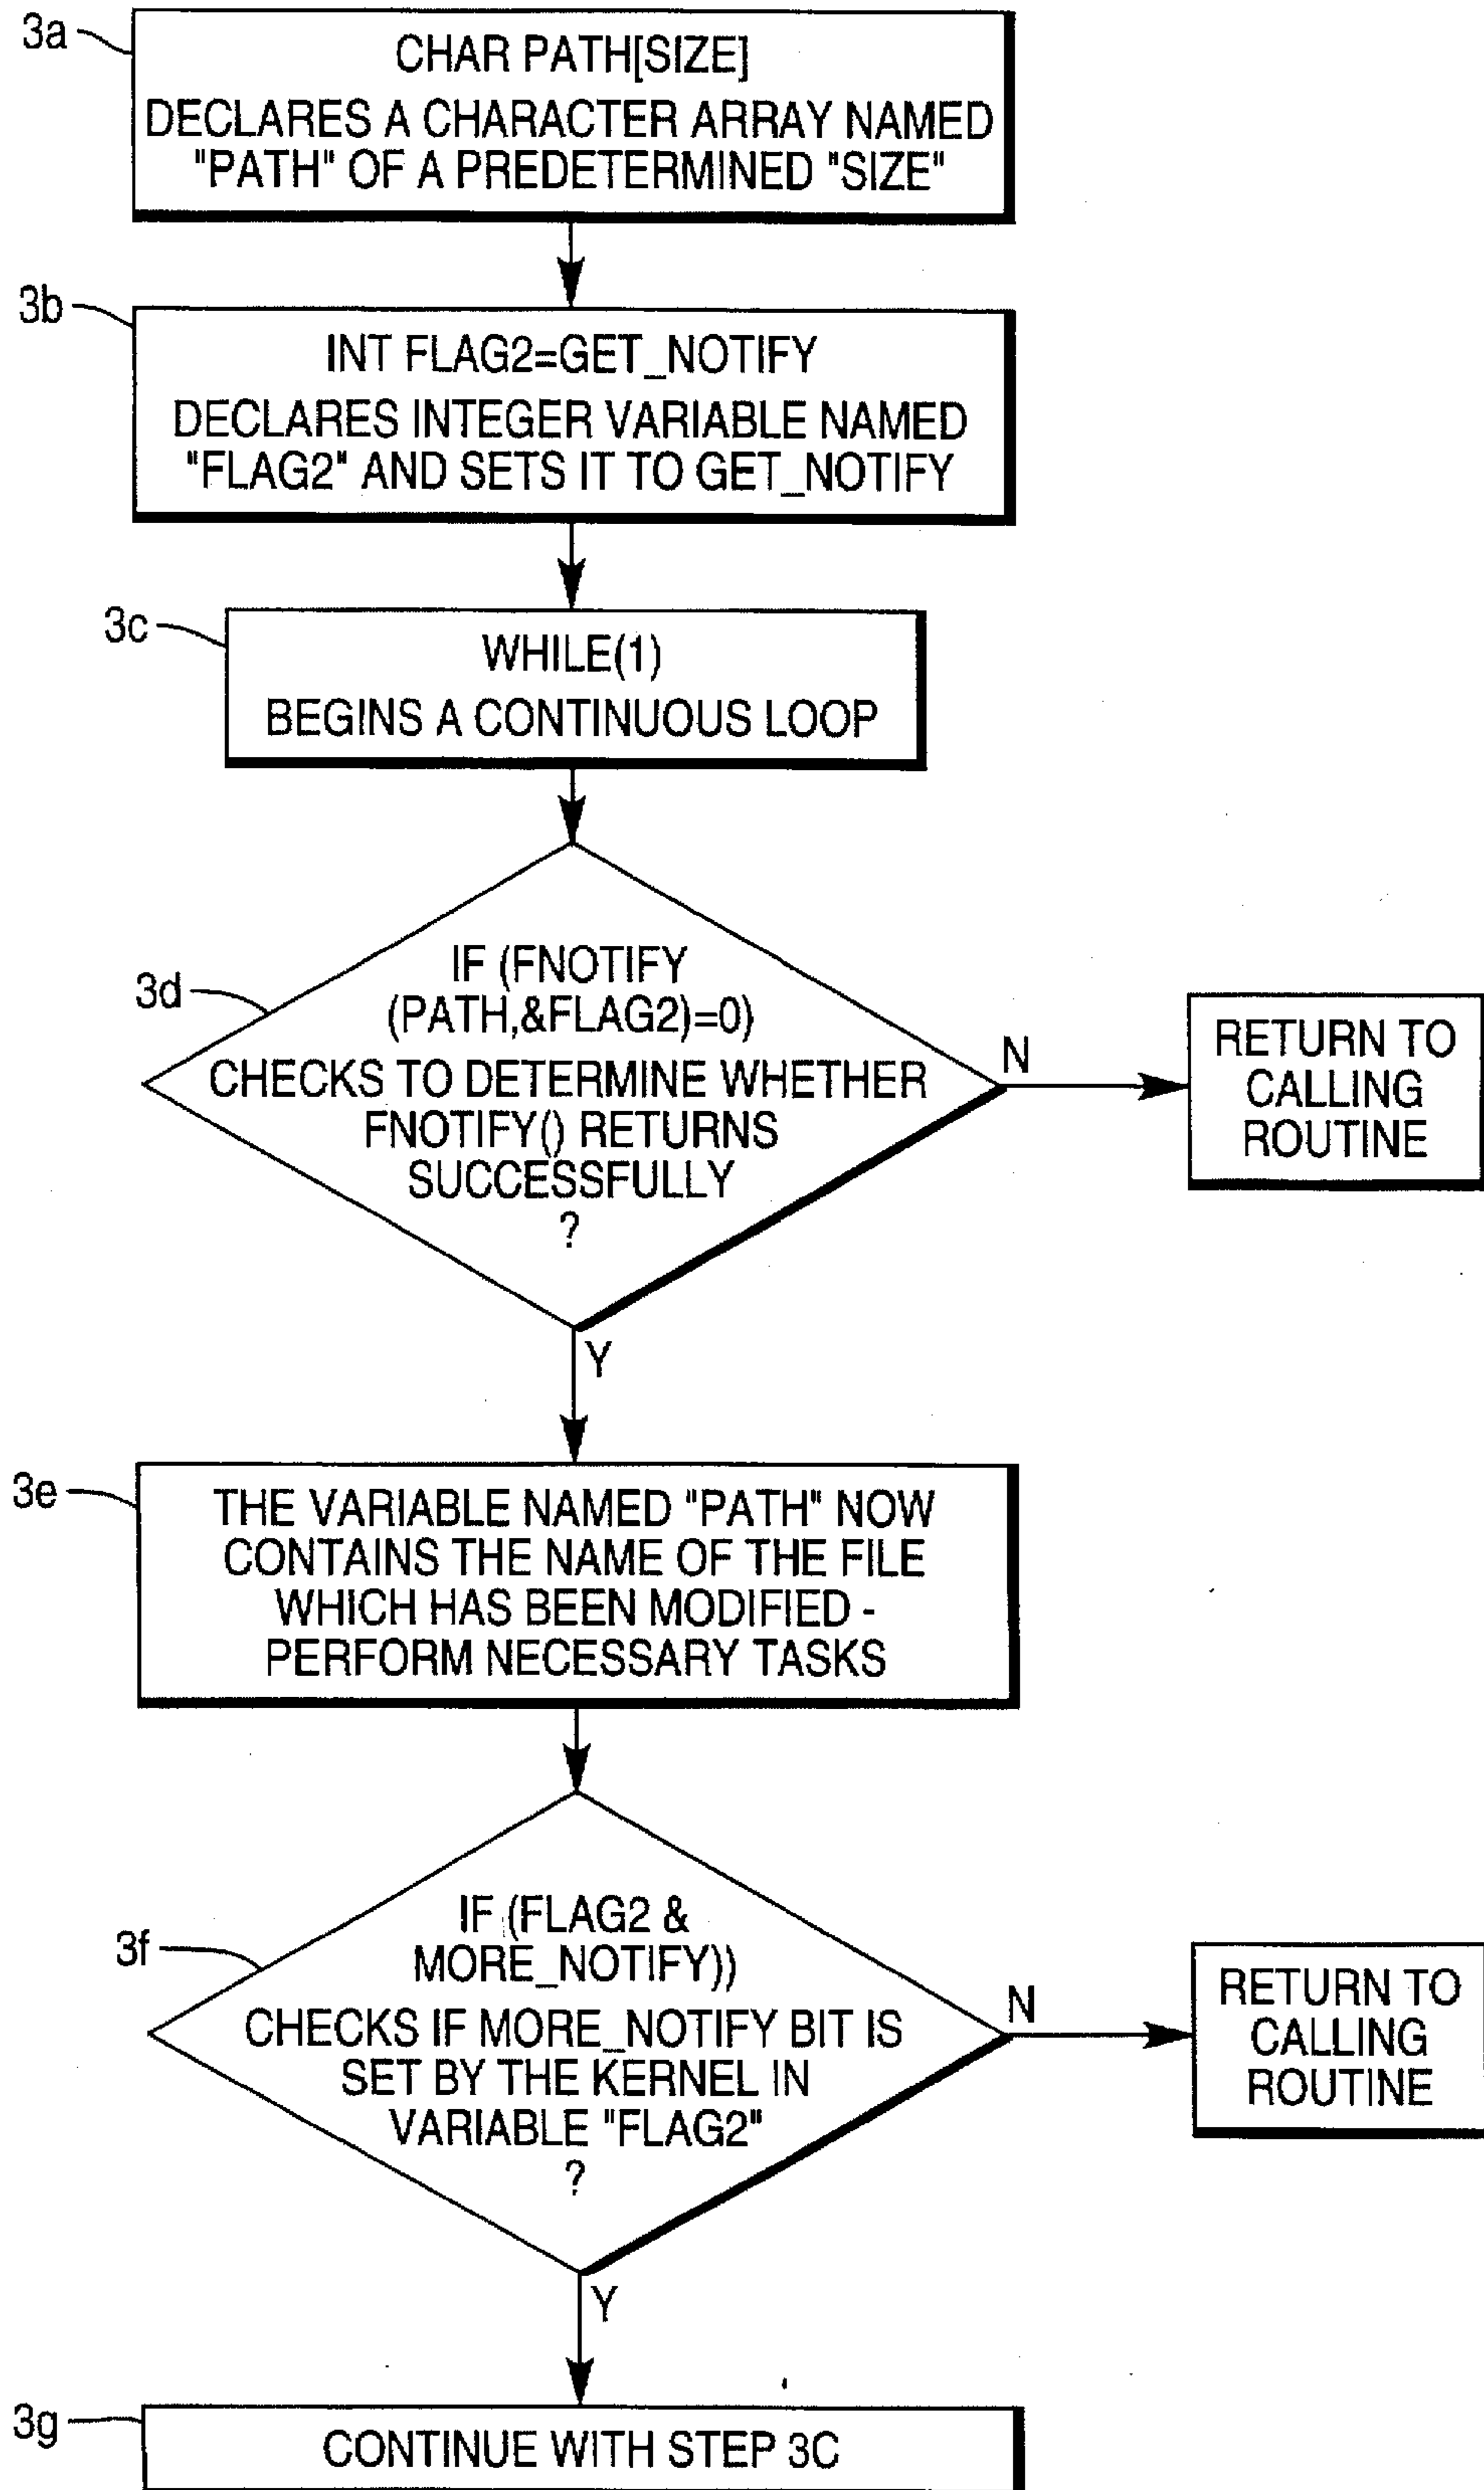 3a
CHAR PATH[SIZE]
DECLARES A CHARACTER ARRAY NAMED
"PATH" OF A PREDETERMINED "SIZE"
3b
INT FLAG2=GET_NOTIFY
DECLARES INTEGER VARIABLE NAMED
"FLAG2" AND SETS IT TO GET_NOTIFY
3c
WHILE(1)
BEGINS A CONTINUOUS LOOP
3d
IF (FNOTIFY
(PATH,&FLAG2)=0)
CHECKS TO DETERMINE WHETHER
FNOTIFY() RETURNS
SUCCESSFULLY
?
N
RETURN TO
CALLING
ROUTINE
Y
3e
THE VARIABLE NAMED "PATH" NOW
CONTAINS THE NAME OF THE FILE
WHICH HAS BEEN MODIFIED -
PERFORM NECESSARY TASKS
3f
IF (FLAG2 &
MORE_NOTIFY))
CHECKS IF MORE_NOTIFY BIT IS
SET BY THE KERNEL IN
VARIABLE "FLAG2"
?
N
RETURN TO
CALLING
ROUTINE
Y
3g
CONTINUE WITH STEP 3C